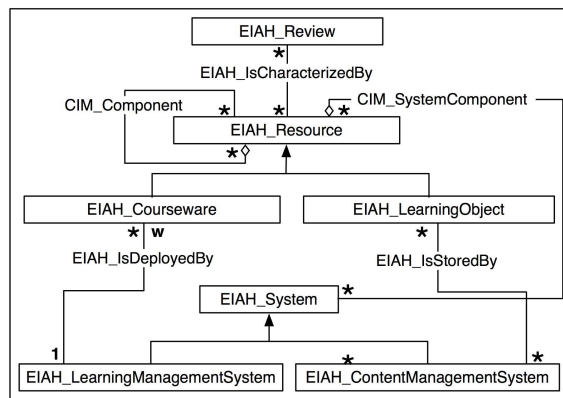 EIAH_Review
*
EIAH_IsCharacterizedBy
CIM_Component
CIM_SystemComponent
* * *
EIAH_Resource
*
EIAH_Courseware
EIAH_LearningObject
* w *
EIAH_IsDeployedBy
EIAH_IsStoredBy
EIAH_System *
1 * *
EIAH_LearningManagementSystem
EIAH_ContentManagementSystem